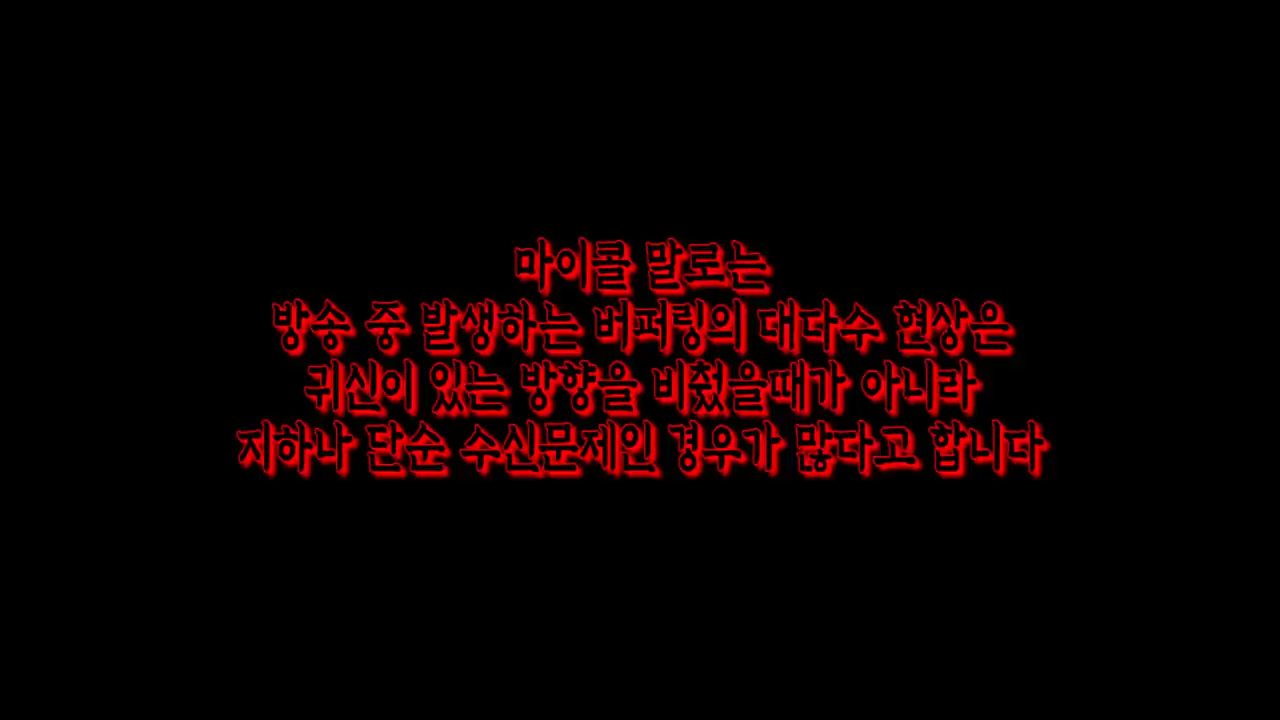 마이콜 말로는
방송 중 발생하는 버퍼링의 대다수 현상은
귀신이 있는 방향을 비췄을때가 아니라
지하나 단순 수신문제인 경우가 많다고 합니다